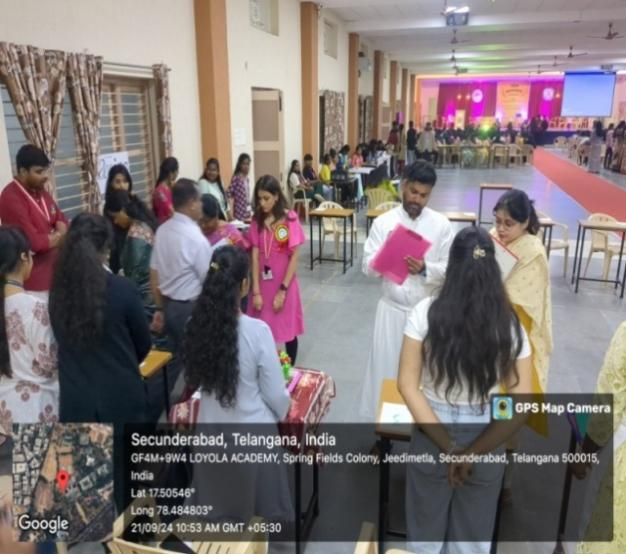 GPS Map Camera
Secunderabad, Telangana, India
GF4M+9W4 LOYOLA ACADEMY, Spring Fields Colony, Jeedimetla, Secunderabad, Telangana 500015,
India
Lat 17.50546°
Long 78.484803°
21/09/24 10:53 AM GMT +05:30
Google